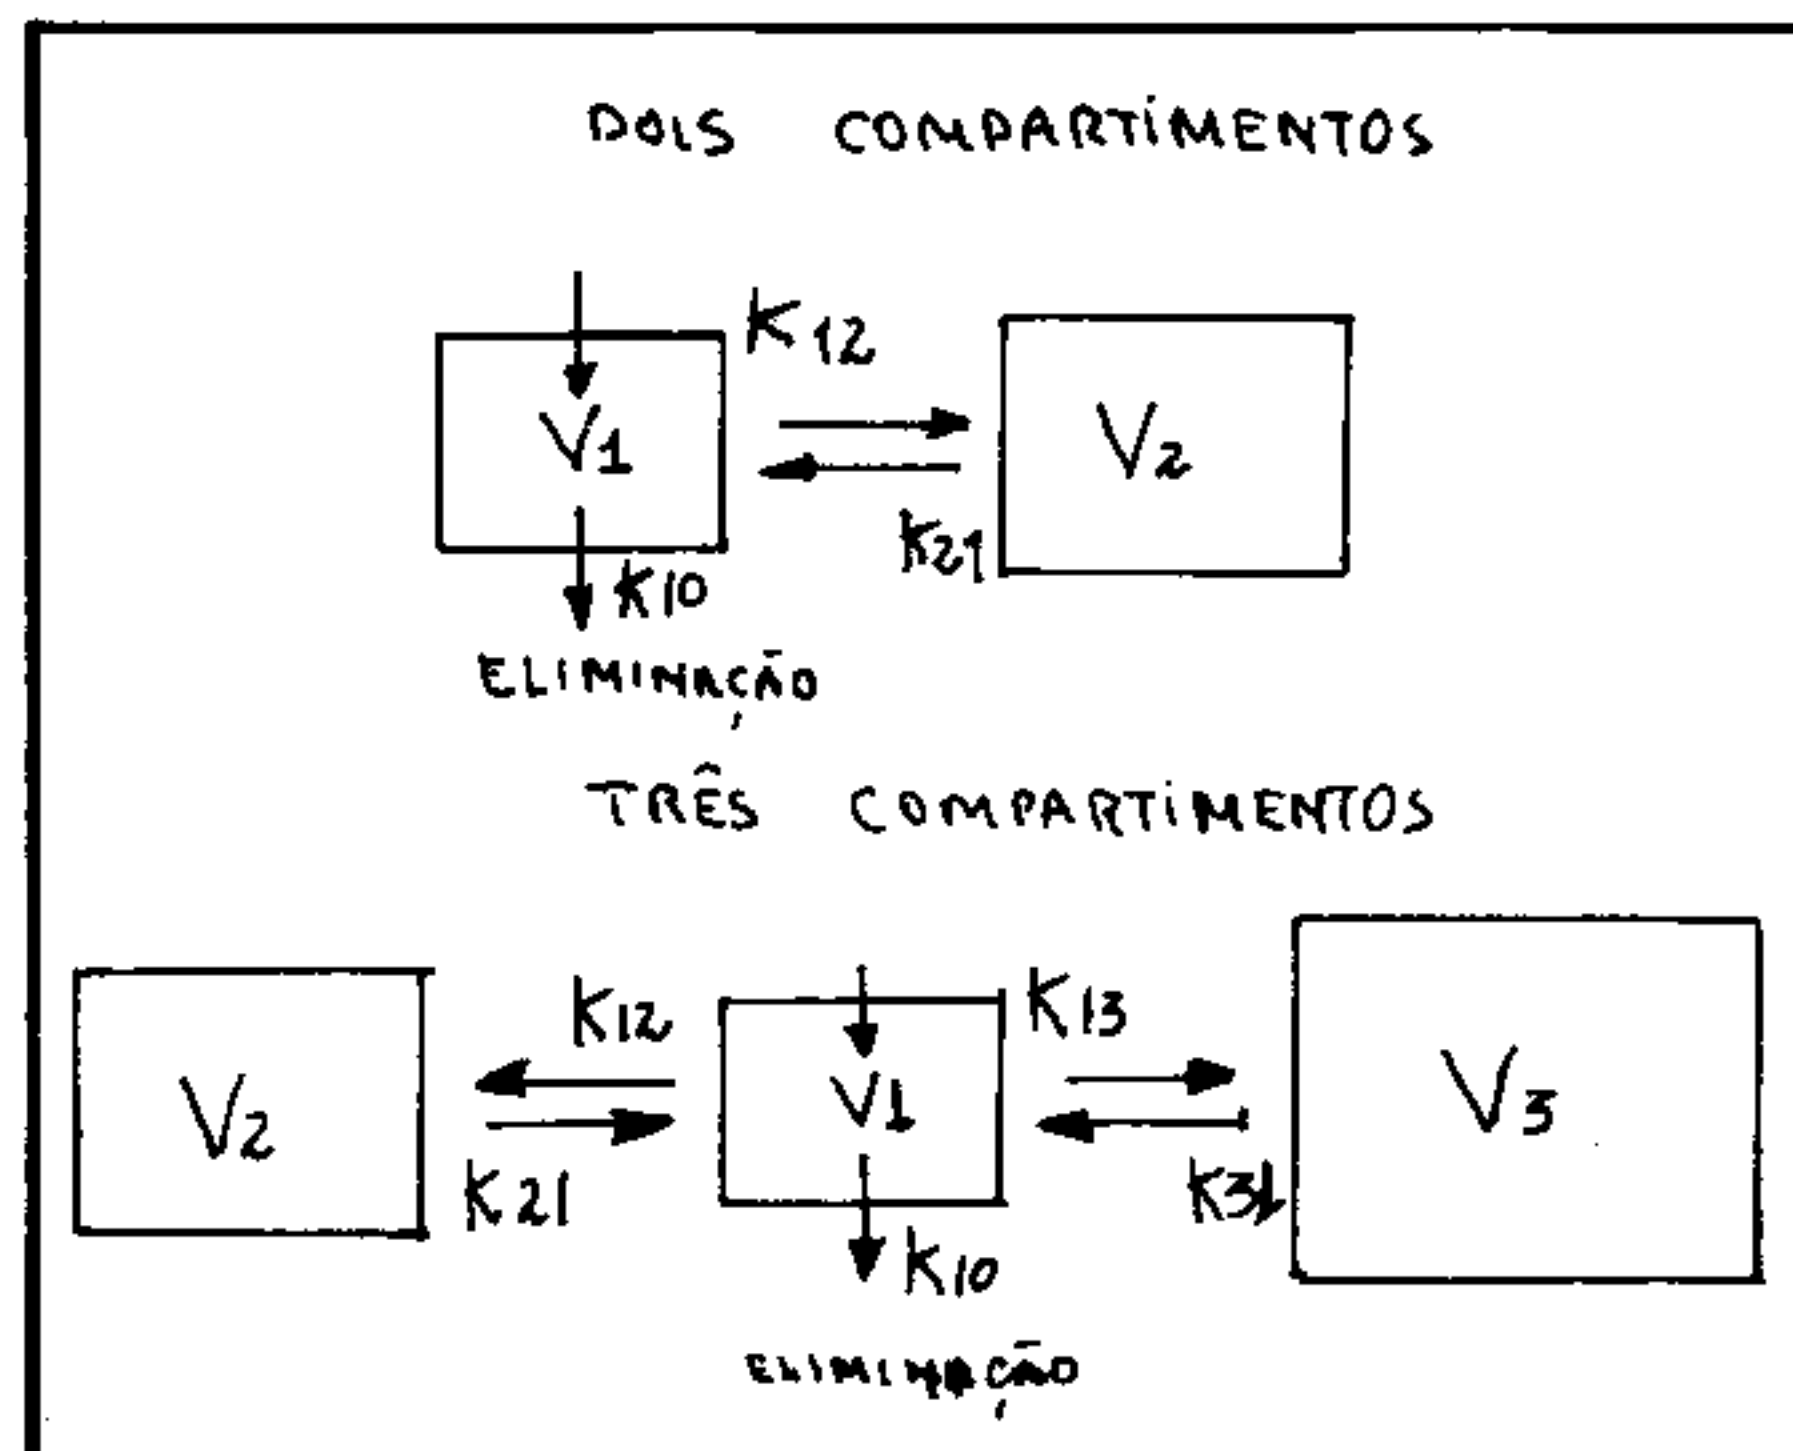 DOIS COMPARTIMENTOS
K12
V1
V2
K21
K10
ELIMINAÇÃO
TRÊS COMPARTIMENTOS
K12
K13
V2
V1
V3
K21
K31
K10
ELIMINAÇÃO